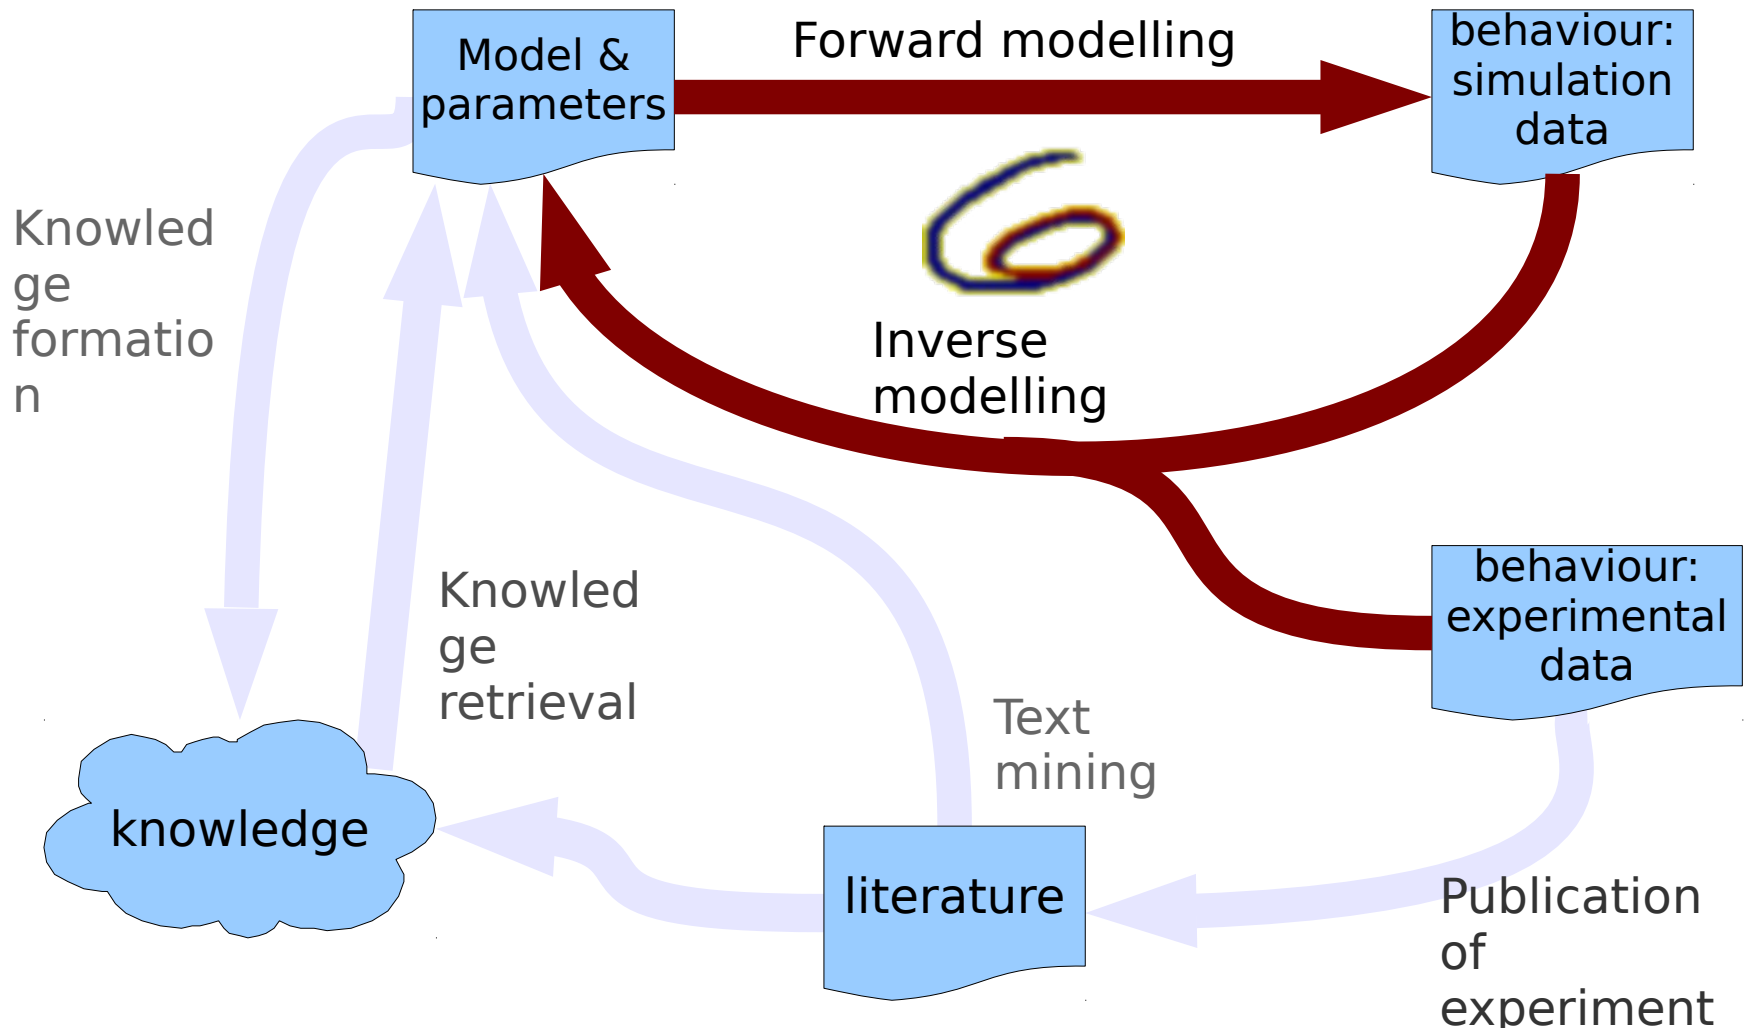 Model &
parameters
Forward modelling
behaviour:
simulation
data
Knowled
ge
formatio
n
Inverse
modelling
behaviour:
experimental
data
Knowled
ge
retrieval
Text
mining
knowledge
literature
Publication
of
experiment